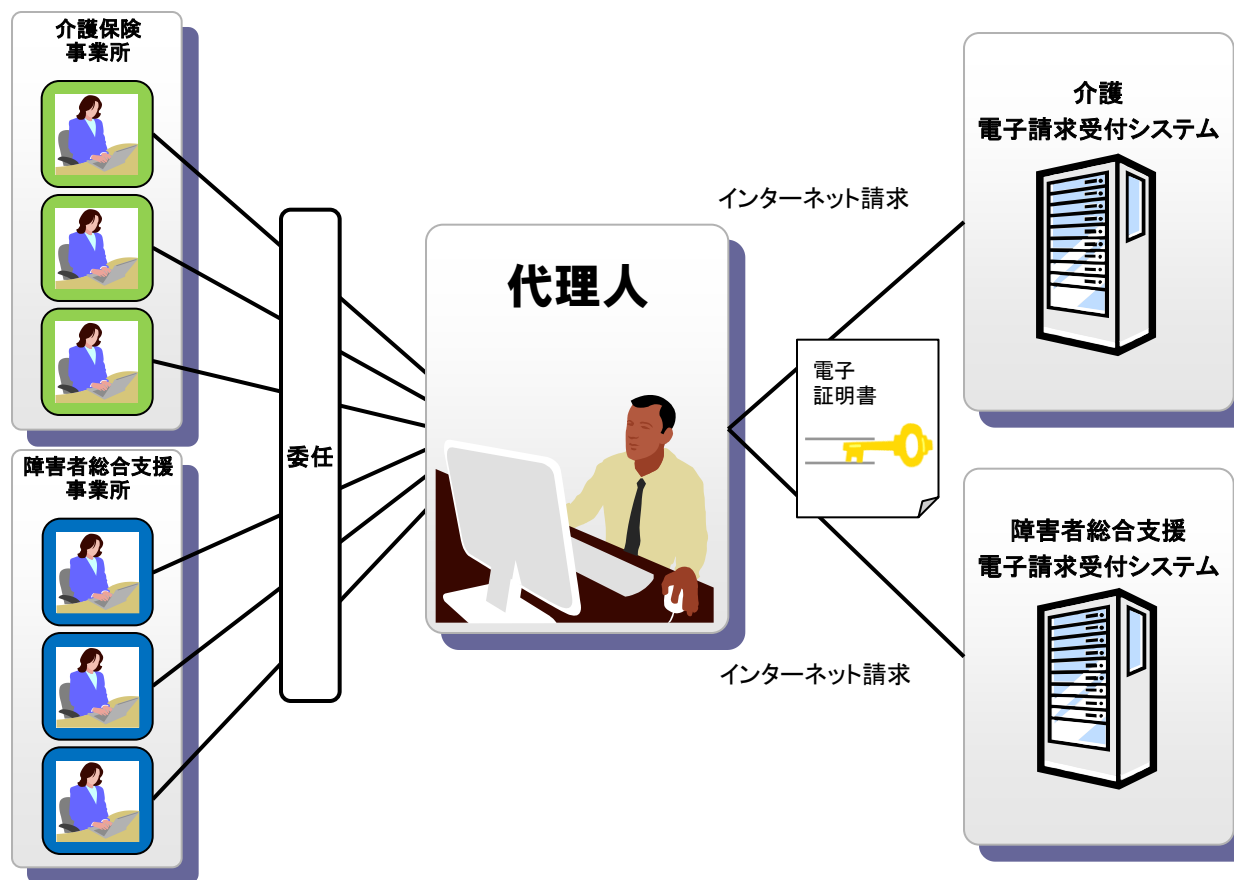 介護保険
事業所
障害者総合支援
事業所
委任
代理人
インターネット請求
電子
証明書
インターネット請求
介護
電子請求受付システム
障害者総合支援
電子請求受付システム